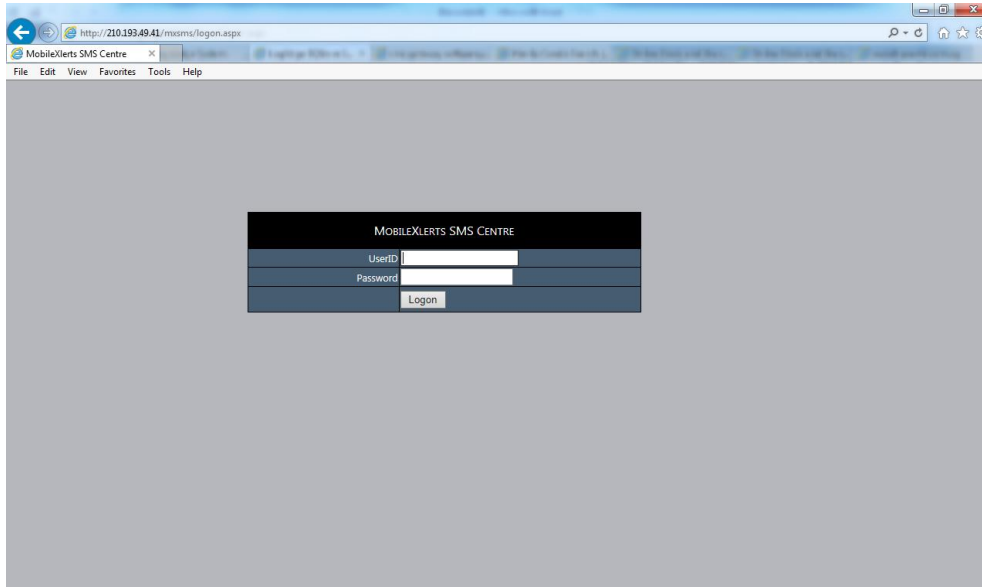 http://210.193.49.41/mxsms/logon.aspx
MobileXlerts SMS Centre
File Edit View Favorites Tools Help
MOBILEXLERTS SMS CENTRE
UserID
Password
Logon